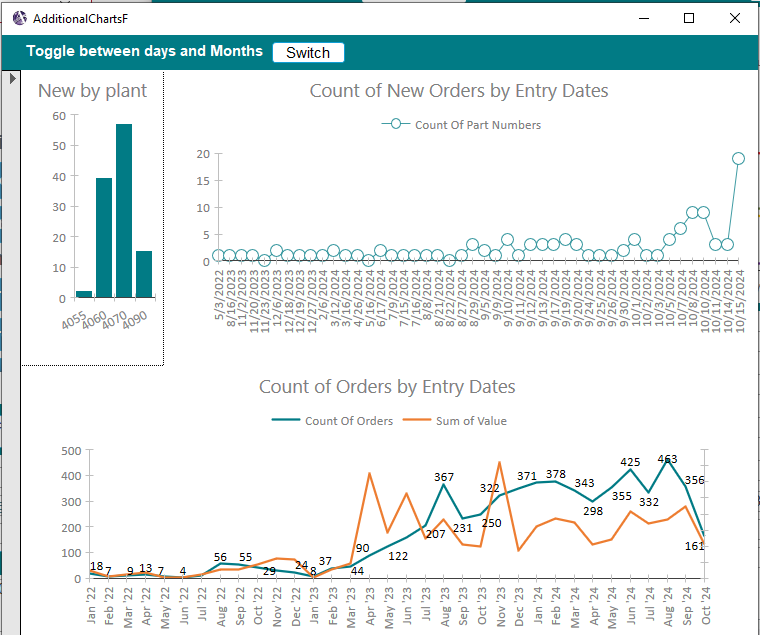 AdditionalChartsF
Toggle between days and Months Switch
New by plant
60
50
40
30
20
10
0
4055 4060 4070 4090
Count of New Orders by Entry Dates
Count Of Part Numbers
20
15
10
5
0
5/3/2022 8/16/2023 11/2/2023 11/20/2023 11/28/2023 12/6/2023 12/18/2023 12/19/2023 12/27/2023 2/6/2024 3/12/2024 3/16/2024 4/26/2024 5/16/2024 6/17/2024 7/9/2024 7/15/2024 7/16/2024 8/8/2024 8/21/2024 8/22/2024 8/27/2024 8/29/2024 9/5/2024 9/9/2024 9/10/2024 9/11/2024 9/17/2024 9/13/2024 9/19/2024 9/20/2024 9/23/2024 9/24/2024 9/25/2024 9/26/2024 9/30/2024 10/1/2024 10/2/2024 10/3/2024 10/5/2024 10/7/2024 10/8/2024 10/10/2024 10/11/2024 10/14/2024 10/15/2024
Count of Orders by Entry Dates
Count Of Orders Sum of Value
500
400
300
200
100
0
18 7 9 13 7 4 56 55 29 24 8 37 44 90 122 207 367 231 250 322 371 378 343 298 355 425 332 463 356 161
Jan '22 Feb '22 Mar '22 Apr '22 May '22 Jun '22 Jul '22 Aug '22 Sep '22 Oct '22 Nov '22 Dec '22 Jan '23 Feb '23 Mar '23 Apr '23 May '23 Jun '23 Jul '23 Aug '23 Sep '23 Oct '23 Nov '23 Dec '23 Jan '24 Feb '24 Mar '24 Apr '24 May '24 Jun '24 Jul '24 Aug '24 Sep '24 Oct '24